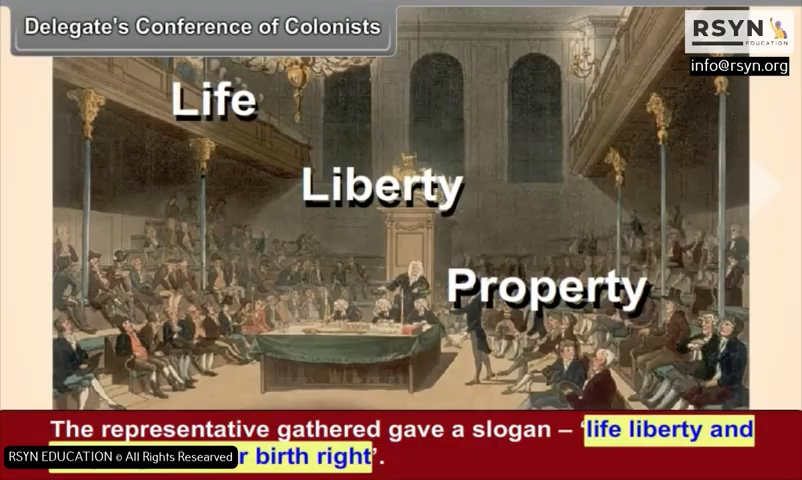 Delegate's Conference of Colonists
RSYN
EDUCATION
info@rsyn.org
Life
Liberty
Property
The representative gathered gave a slogan – 'life liberty and
r birth right'.
RSYN EDUCATION © All Rights Researved